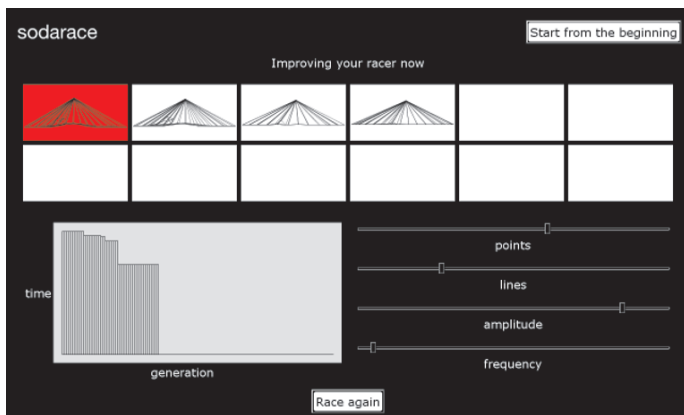 sodarace
Start from the beginning
Improving your racer now
points
lines
time
amplitude
frequency
generation
Race again